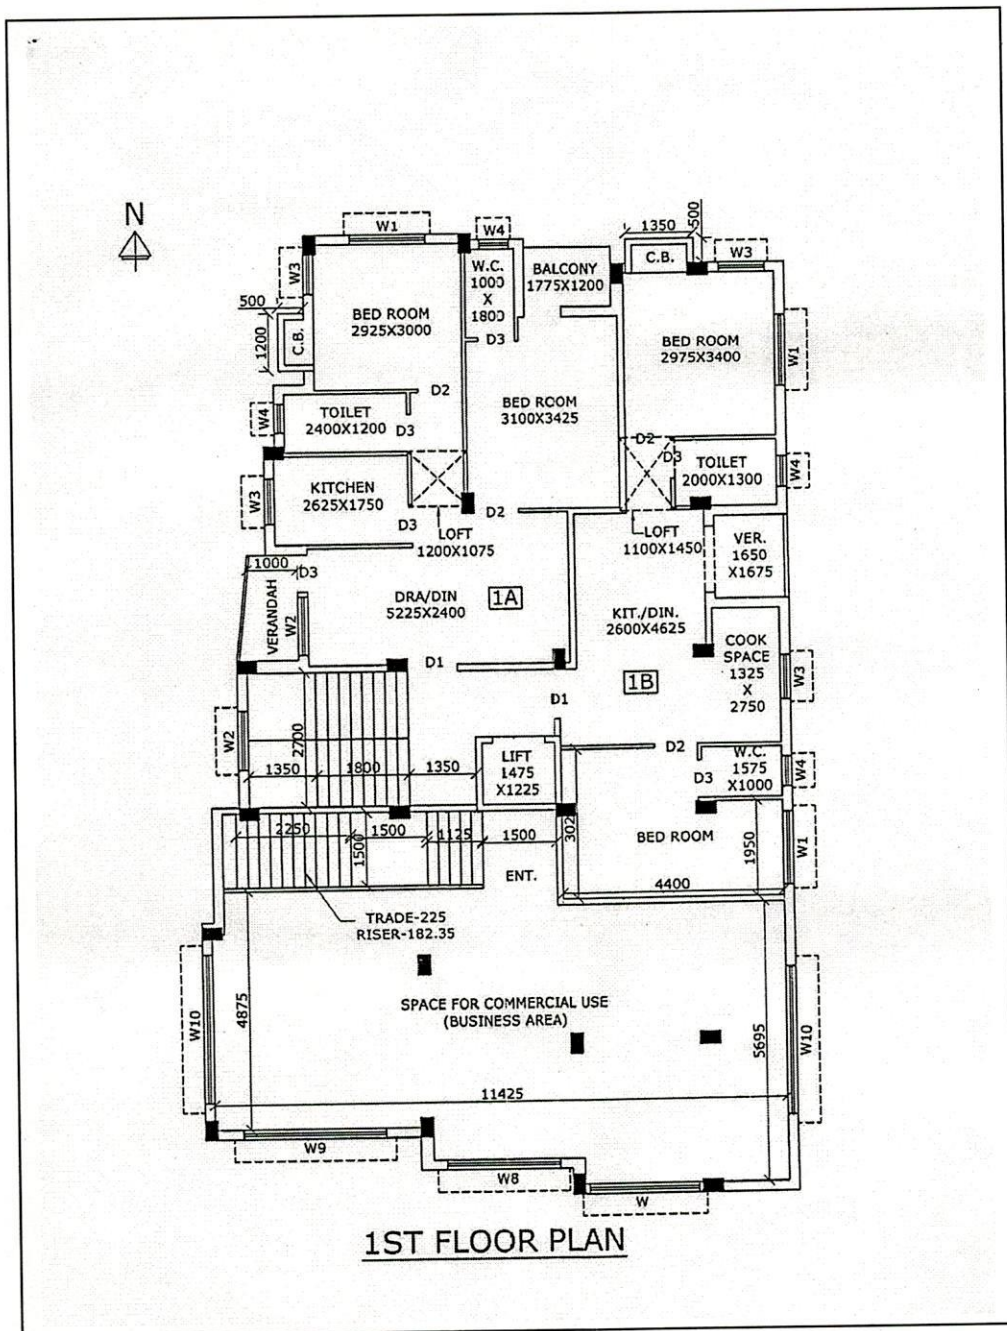 N
1350
500
W1
W4
C.B.
W3
W3
W.C.
1000
X
1800
BALCONY
1775X1200
500
BED ROOM
2925X3000
BED ROOM
2975X3400
W1
1200
C.B.
D3
D2
BED ROOM
3100X3425
W4
TOILET
2400X1200
D3
D2
D3
TOILET
2000X1300
W4
W3
KITCHEN
2625X1750
D3
D2
LOFT
1200X1075
LOFT
1100X1450
VER.
1650
X1675
1000
D3
VERANDAH
W2
DRA/DIN
5225X2400
1A
KIT./DIN.
2600X4625
COOK
SPACE
1325
X
2750
W3
D1
1B
D1
W2
2700
1350
1800
1350
LIFT
1475
X1225
D2
W.C.
1575
X1000
D3
W4
2250
1500
1125
1500
1500
302
BED ROOM
1950
W1
ENT.
4400
TRADE-225
RISER-182.35
4875
SPACE FOR COMMERCIAL USE
(BUSINESS AREA)
5695
W10
W10
11425
W9
W8
W
1ST FLOOR PLAN